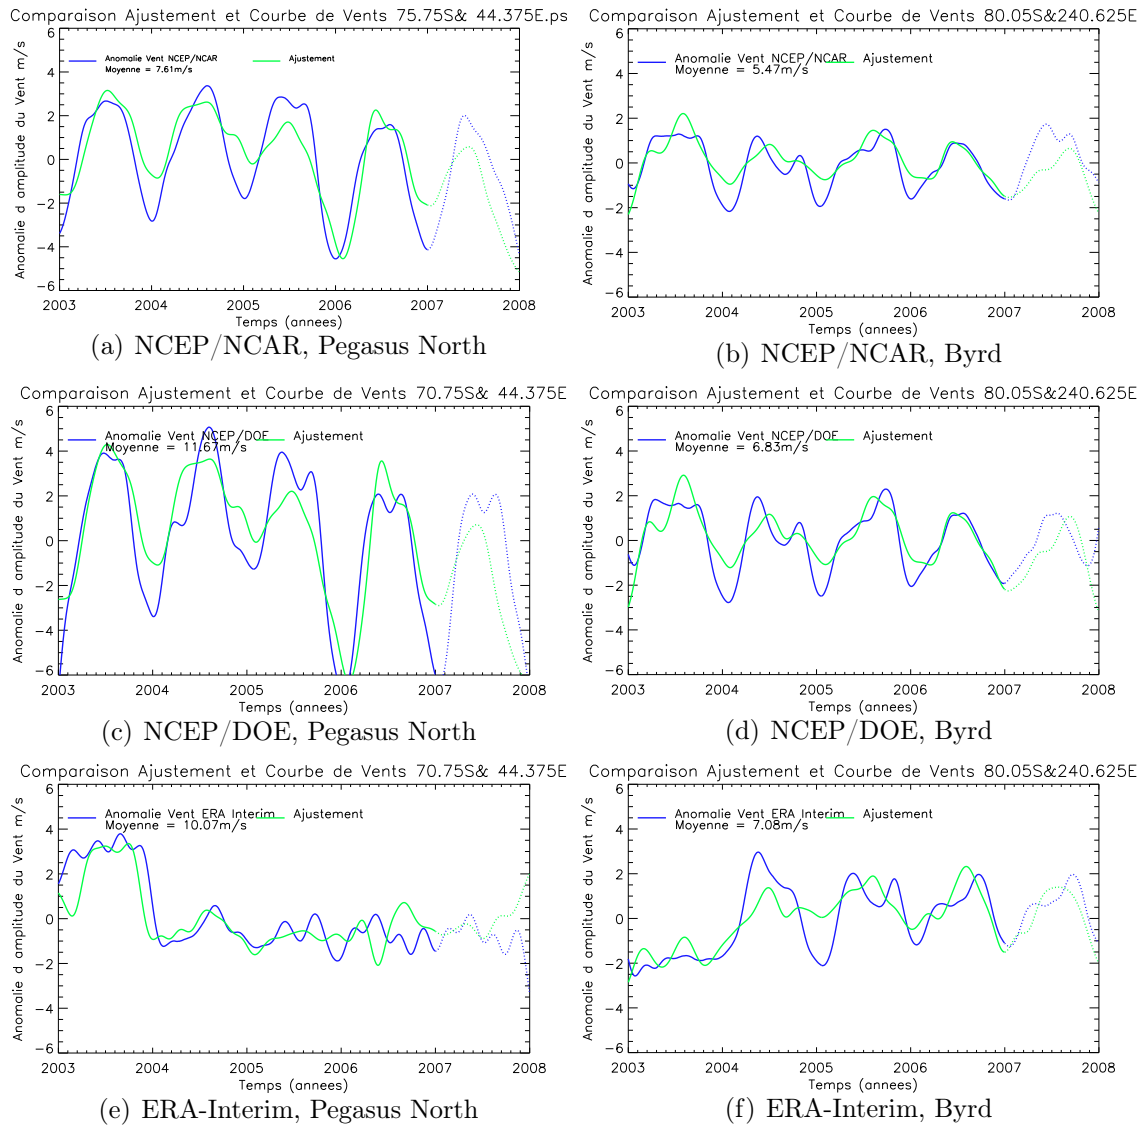 Comparaison Ajustement et Courbe de Vents 75.75S& 44.375E.ps
Anomalie d amplitude du Vent m/s
6
4
2
0
−2
−4
−6
Anomalie Vent NCEP/NCAR
Moyenne = 7.61m/s
Ajustement
2003 2004 2005 2006 2007 2008
Temps (annees)
(a) NCEP/NCAR, Pegasus North
Comparaison Ajustement et Courbe de Vents 80.05S&240.625E
Anomalie d amplitude du Vent m/s
6
4
2
0
−2
−4
−6
Anomalie Vent NCEP/NCAR
Moyenne = 5.47m/s
Ajustement
2003 2004 2005 2006 2007 2008
Temps (annees)
(b) NCEP/NCAR, Byrd
Comparaison Ajustement et Courbe de Vents 70.75S& 44.375E
Anomalie d amplitude du Vent m/s
6
4
2
0
−2
−4
−6
Anomalie Vent NCEP/DOE
Moyenne = 11.67m/s
Ajustement
2003 2004 2005 2006 2007 2008
Temps (annees)
(c) NCEP/DOE, Pegasus North
Comparaison Ajustement et Courbe de Vents 80.05S&240.625E
Anomalie d amplitude du Vent m/s
6
4
2
0
−2
−4
−6
Anomalie Vent NCEP/DOE
Moyenne = 6.83m/s
Ajustement
2003 2004 2005 2006 2007 2008
Temps (annees)
(d) NCEP/DOE, Byrd
Comparaison Ajustement et Courbe de Vents 70.75S& 44.375E
Anomalie d amplitude du Vent m/s
6
4
2
0
−2
−4
−6
Anomalie Vent ERA Interim
Moyenne = 10.07m/s
Ajustement
2003 2004 2005 2006 2007 2008
Temps (annees)
(e) ERA-Interim, Pegasus North
Comparaison Ajustement et Courbe de Vents 80.05S&240.625E
Anomalie d amplitude du Vent m/s
6
4
2
0
−2
−4
−6
Anomalie Vent ERA Interim
Moyenne = 7.08m/s
Ajustement
2003 2004 2005 2006 2007 2008
Temps (annees)
(f) ERA-Interim, Byrd